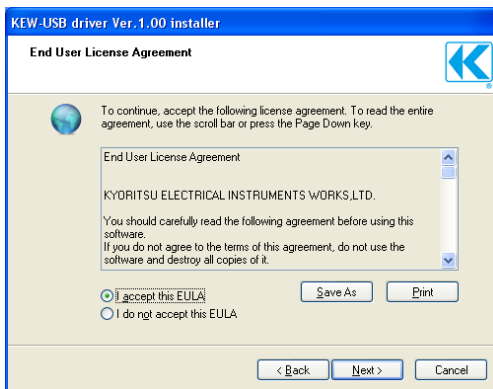 KEW-USB driver Ver.1.00 installer
End User License Agreement
To continue, accept the following license agreement. To read the entire
agreement, use the scroll bar or press the Page Down key.
End User License Agreement
KYORITSU ELECTRICAL INSTRUMENTS WORKS,LTD.
You should carefully read the following agreement before using this
software.
If you do not agree to the terms of this agreement, do not use the
software and destroy all copies of it.
I accept this EULA
I do not accept this EULA
Save As
Print
< Back
Next >
Cancel